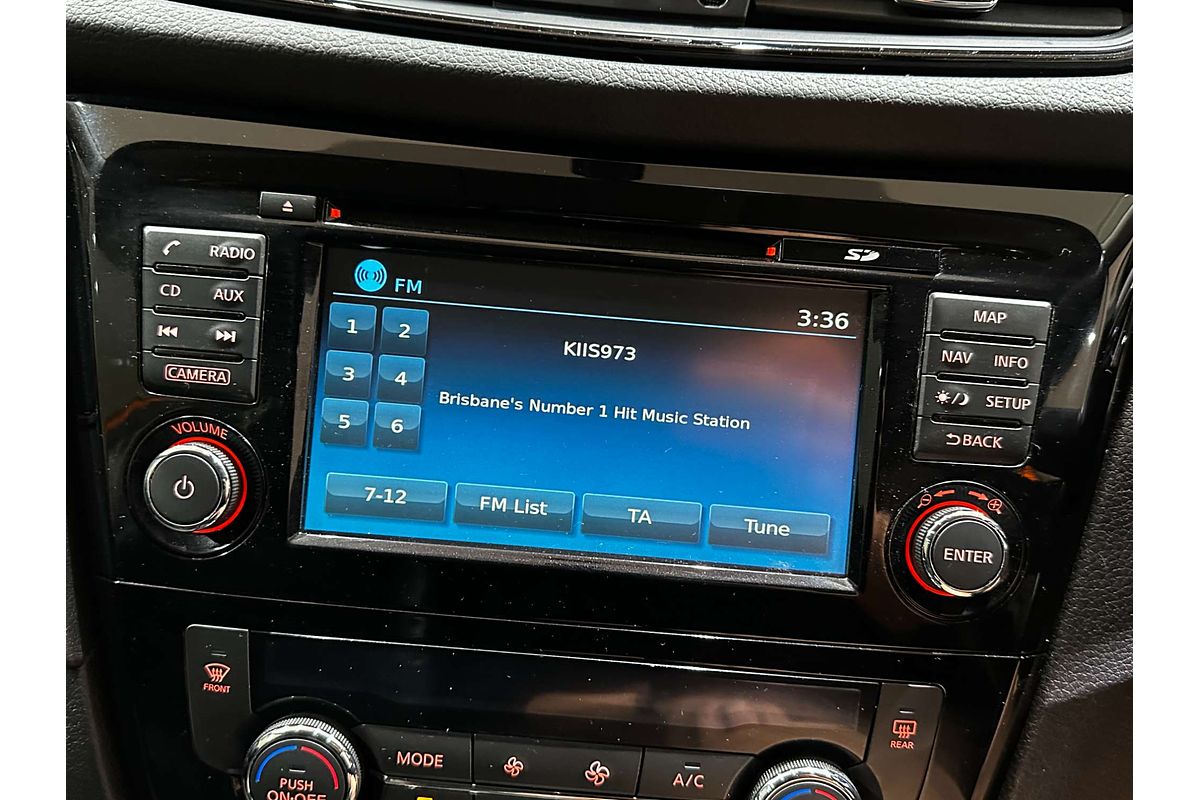 RADIO
CD AUX
CAMERA
VOLUME
SD
FM
3:36
1 2
3 4
5 6
KIIS973
Brisbane's Number 1 Hit Music Station
7-12 FM List TA Tune
MAP
NAV INFO
SETUP
BACK
ENTER
FRONT
REAR
MODE
A/C
PUSH
ON·OFF